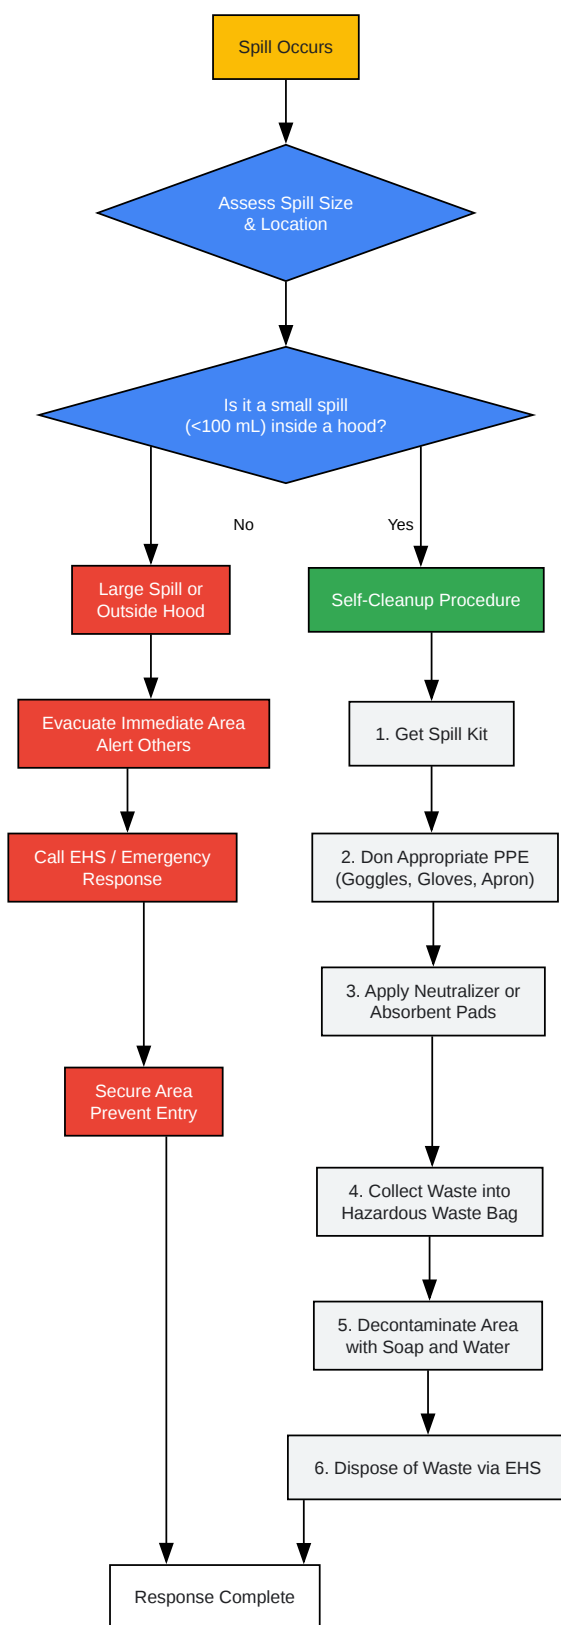 Spill Occurs
Assess Spill Size
& Location
Is it a small spill
(<100 mL) inside a hood?
No
Yes
Large Spill or
Outside Hood
Self-Cleanup Procedure
Evacuate Immediate Area
Alert Others
1. Get Spill Kit
Call EHS / Emergency
Response
2. Don Appropriate PPE
(Goggles, Gloves, Apron)
3. Apply Neutralizer or
Absorbent Pads
Secure Area
Prevent Entry
4. Collect Waste into
Hazardous Waste Bag
5. Decontaminate Area
with Soap and Water
6. Dispose of Waste via EHS
Response Complete